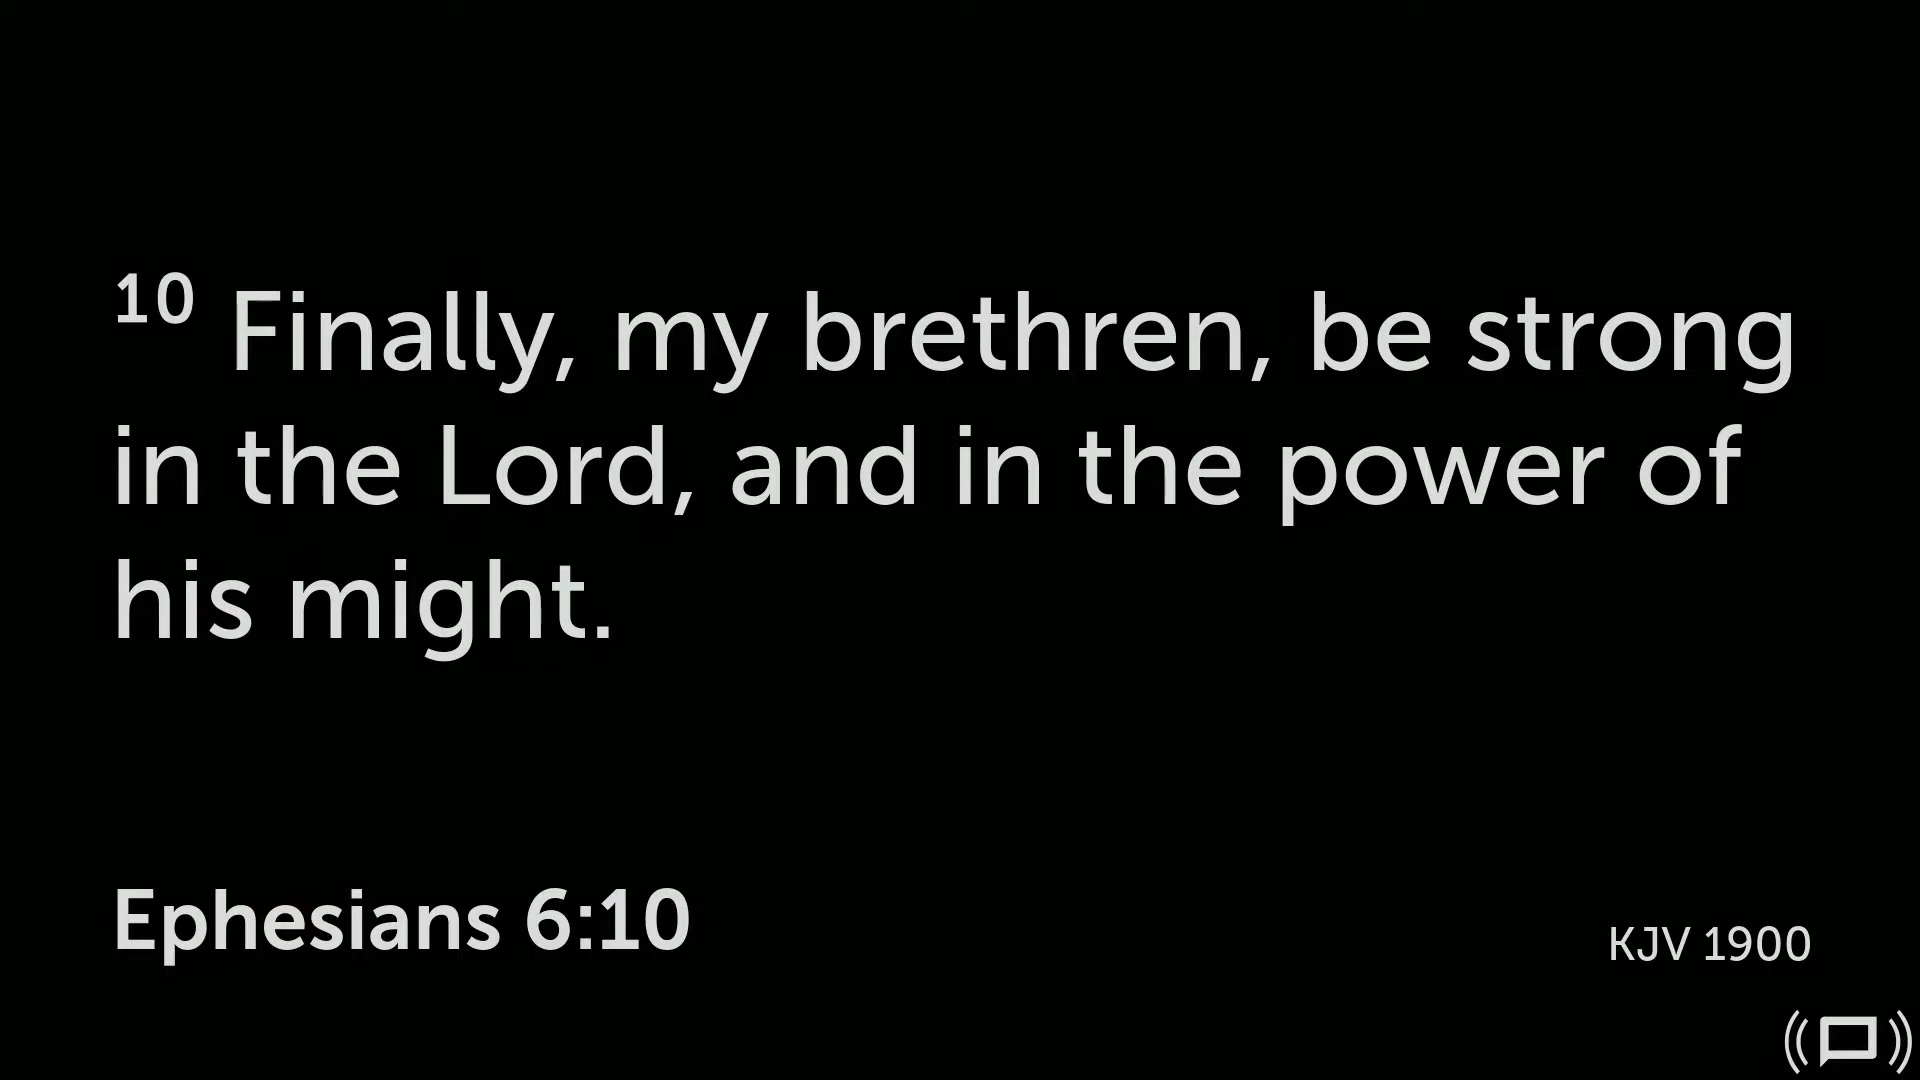 10 Finally, my brethren, be strong
in the Lord, and in the power of
his might.
Ephesians 6:10
KJV 1900